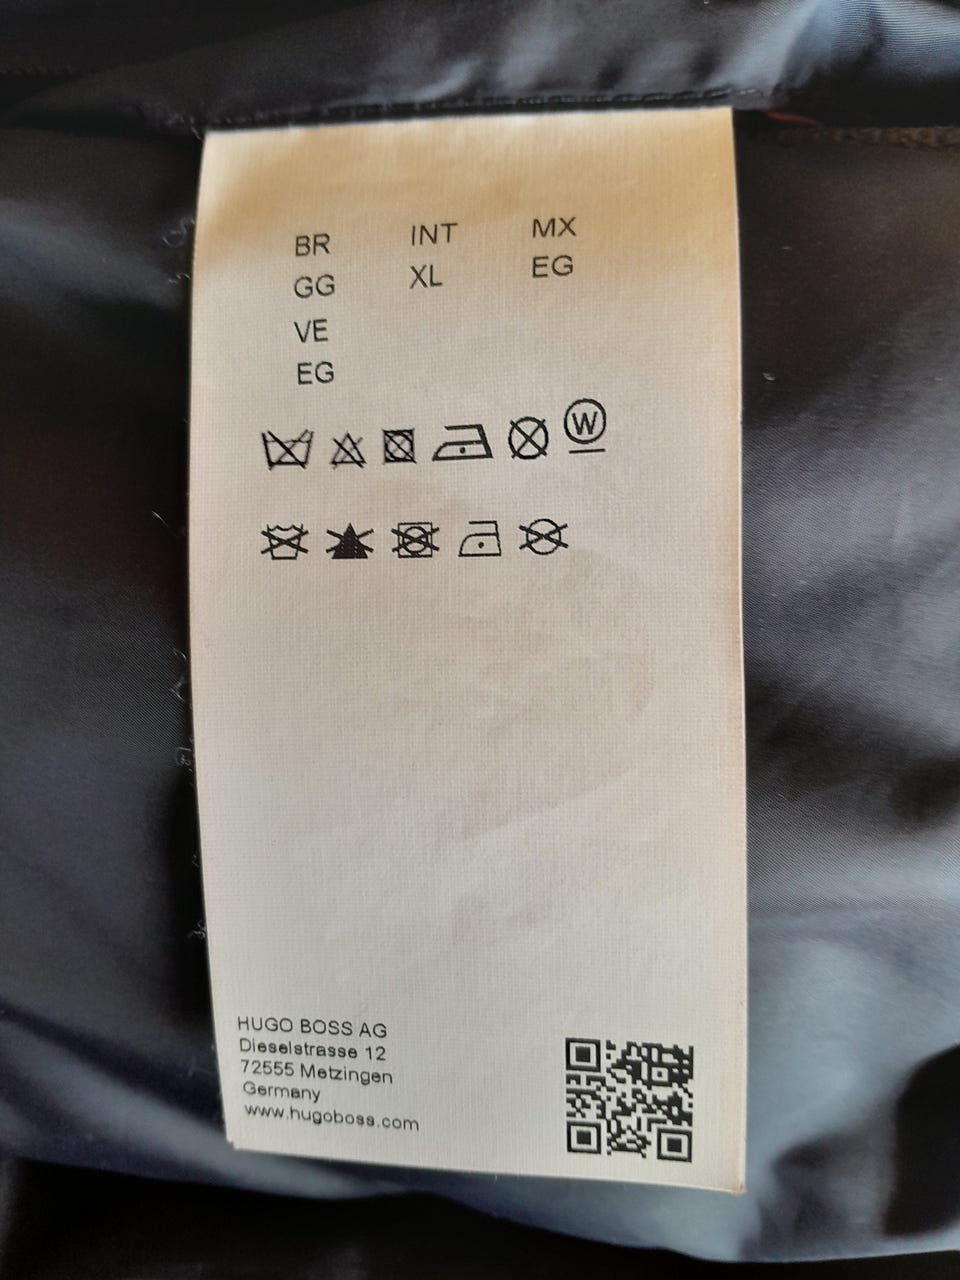 BR INT MX
GG XL EG
VE
EG
W
HUGO BOSS AG
Dieselstrasse 12
72555 Metzingen
Germany
www.hugoboss.com